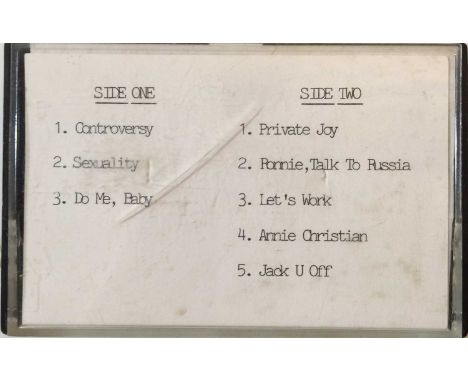 SIDE ONE
1. Controversy
2. Sexuality
3. Do Me, Baby
SIDE TWO
1. Private Joy
2. Ronnie,Talk To Russia
3. Let's Work
4. Annie Christian
5. Jack U Off